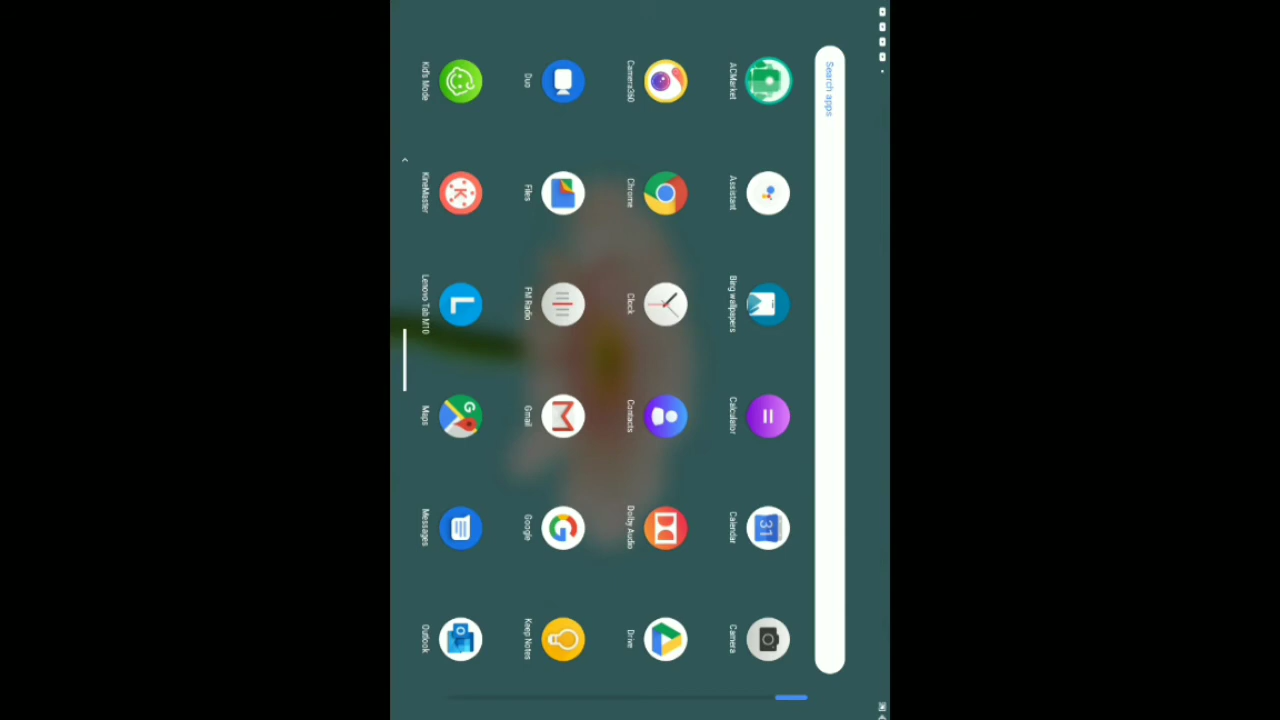 Search apps
ACMarket
Assistant
Bing wallpapers
Calculator
Calendar
Camera
Camera360
Chrome
Clock
Contacts
Dolby Audio
Drive
Duo
Files
FM Radio
Gmail
Google
Keep Notes
Kid's Mode
KineMaster
Lenovo Tab M10
Maps
Messages
Outlook